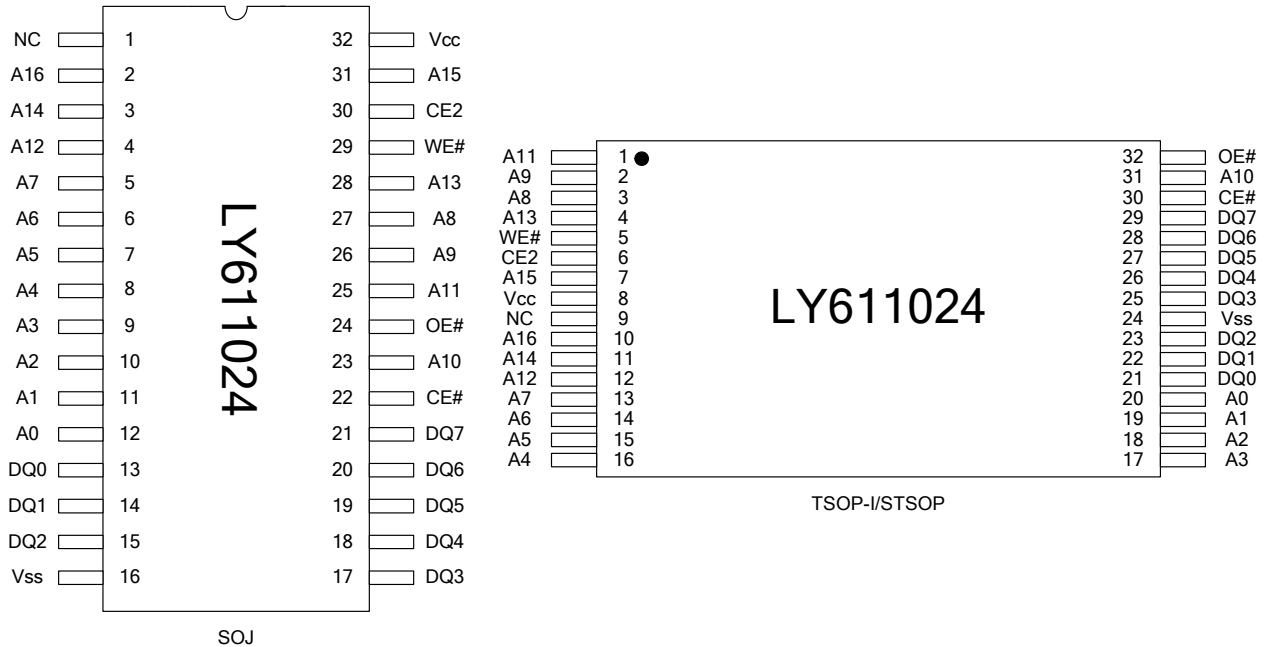 NC 1 32 Vcc
A16 2 31 A15
A14 3 30 CE2
A12 4 29 WE#
A7 5 28 A13
A6 6 27 A8
A5 7 26 A9
A4 8 25 A11
A3 9 24 OE#
A2 10 23 A10
A1 11 22 CE#
A0 12 21 DQ7
DQ0 13 20 DQ6
DQ1 14 19 DQ5
DQ2 15 18 DQ4
Vss 16 17 DQ3
LY611024
SOJ
A11 1 32 OE#
A9 2 31 A10
A8 3 30 CE#
A13 4 29 DQ7
WE# 5 28 DQ6
CE2 6 27 DQ5
A15 7 26 DQ4
Vcc 8 25 DQ3
NC 9 24 Vss
A16 10 23 DQ2
A14 11 22 DQ1
A12 12 21 DQ0
A7 13 20 A0
A6 14 19 A1
A5 15 18 A2
A4 16 17 A3
LY611024
TSOP-I/STSOP